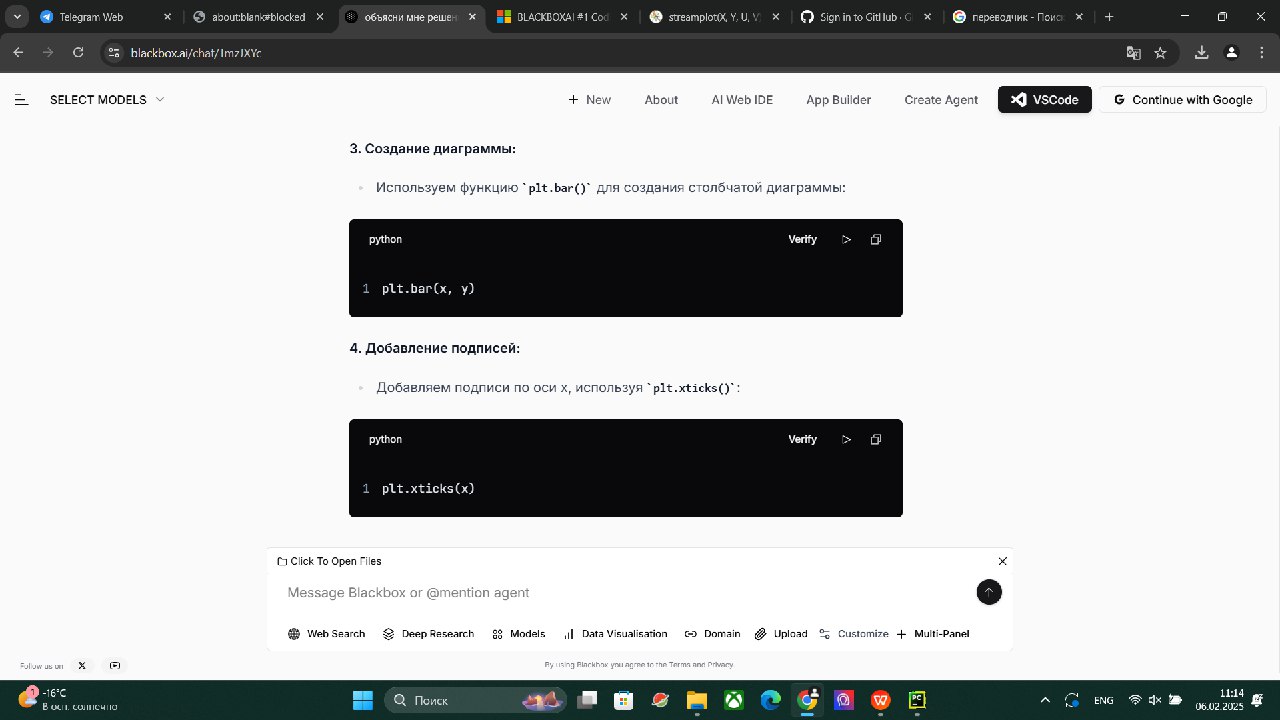 Telegram Web
about:blank#blocked
объясни мне решени
BLACKBOXAI #1 Cod
streamplot(X, Y, U, V
Sign in to GitHub · G
переводчик - Поиск
blackbox.ai/chat/1mzJXYc
SELECT MODELS
New
About
AI Web IDE
App Builder
Create Agent
VSCode
Continue with Google
3. Создание диаграммы:
Используем функцию `plt.bar()` для создания столбчатой диаграммы:
python
Verify
1 plt.bar(x, y)
4. Добавление подписей:
Добавляем подписи по оси x, используя `plt.xticks()`:
python
Verify
1 plt.xticks(x)
Click To Open Files
Message Blackbox or @mention agent
Web Search
Deep Research
Models
Data Visualisation
Domain
Upload
Customize
Multi-Panel
Follow us on
By using Blackbox you agree to the Terms and Privacy.
1
-16°C
В осн. солнечно
Поиск
ENG
11:14
06.02.2025